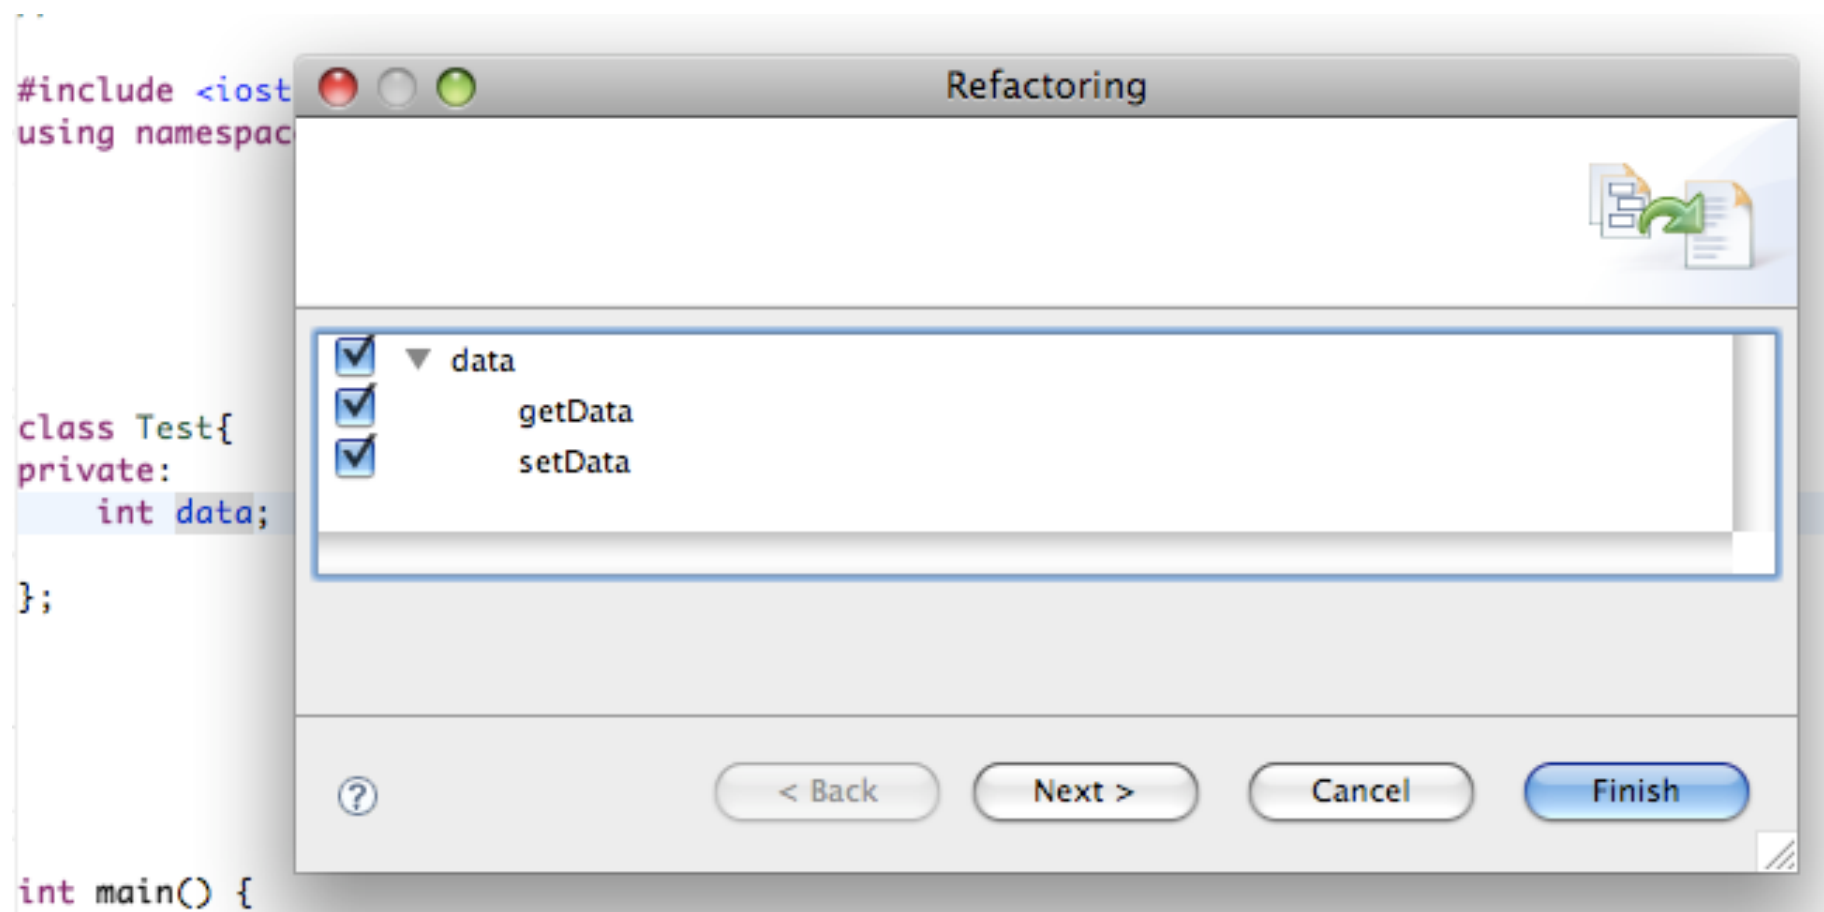 #include <iost
using namespac
class Test{
private:
int data;
};
int main() {
Refactoring
data
getData
setData
?
< Back
Next >
Cancel
Finish